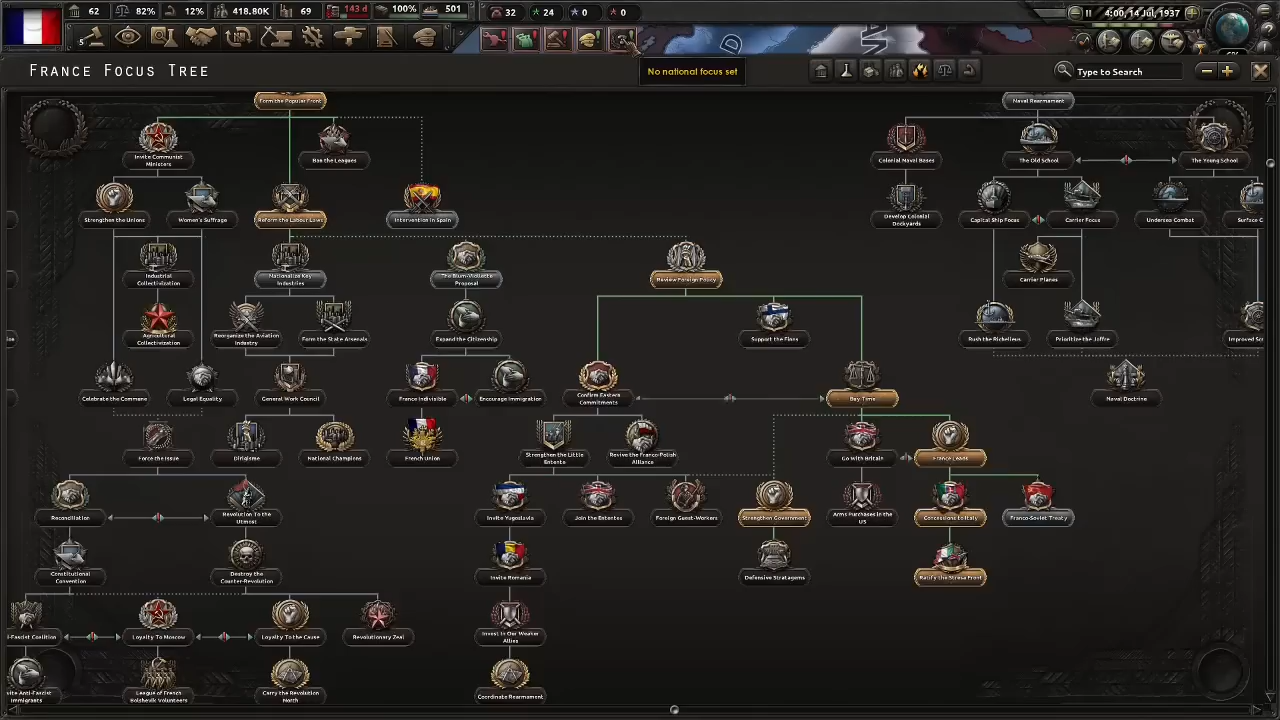 62 82% 12% 418.80K 69 143 d 100% 501 32 24 0 0 4:00, 14 Jul, 1937
5
FRANCE FOCUS TREE
No national focus set
Type to Search
Form the Popular Front
Naval Rearmament
Invite Communist
Ministers
Ban the Leagues
Colonial Naval Bases
The Old School
The Young School
Strengthen the Unions
Women's Suffrage
Reform the Labour Laws
Intervention in Spain
Develop Colonial
Dockyards
Capital Ship Focus
Carrier Focus
Undersea Combat
Industrial
Collectivization
Nationalize Key
Industries
The Blum-Viollette
Proposal
Review Foreign Policy
Carrier Planes
Agricultural
Collectivization
Reorganize the Aviation
Industry
Form the State Arsenals
Expand the Citizenship
Support the Finns
Rush the Richelieus
Prioritize the Joffre
Celebrate the Commune
Legal Equality
General Work Council
France Indivisible
Encourage Immigration
Confirm Eastern
Commitments
Buy Time
Naval Doctrine
Force the Issue
Dirigisme
National Champions
French Union
Strengthen the Little
Entente
Revive the Franco-Polish
Alliance
Go With Britain
France Leads
Reconciliation
Revolution To the
Utmost
Invite Yugoslavia
Join the Ententes
Foreign Guest-Workers
Strengthen Government
Arms Purchases in the
US
Concessions to Italy
Franco-Soviet Treaty
Constitutional
Convention
Destroy the
Counter-Revolution
Invite Romania
Defensive Stratagems
Ratify the Stresa Front
-Fascist Coalition
Loyalty To Moscow
Loyalty To the Cause
Revolutionary Zeal
Invest In Our Weaker
Allies
vite Anti-Fascist
Immigrants
League of French
Bolshevik Volunteers
Carry the Revolution
North
Coordinate Rearmament